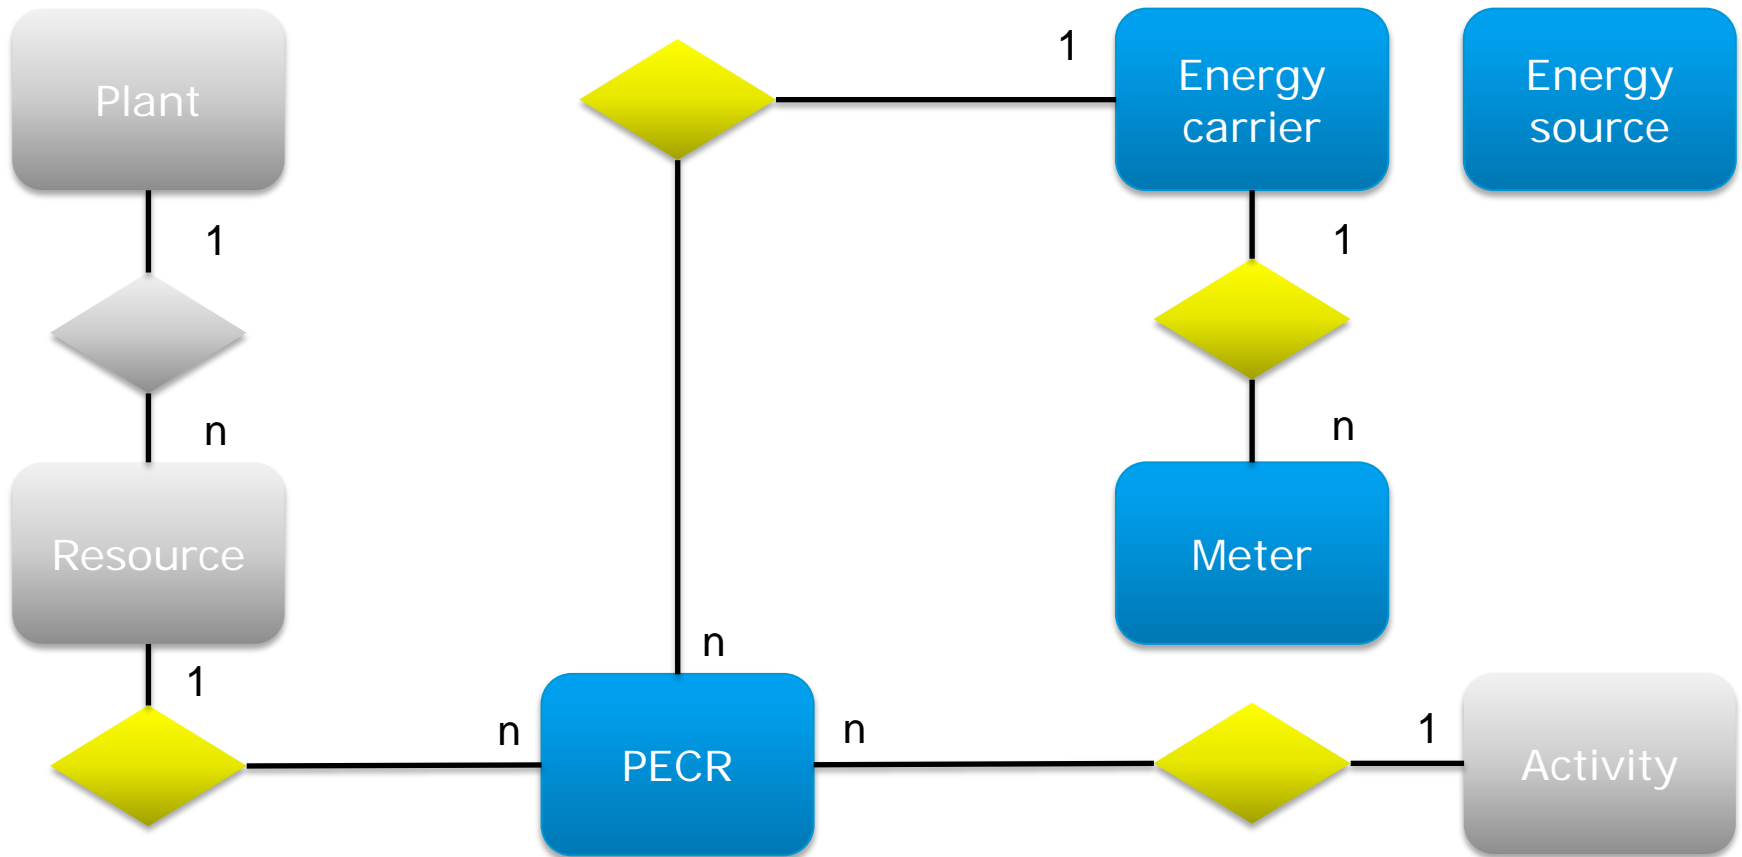 Plant
1
Energy
carrier
Energy
source
1
1
n
n
Resource
Meter
n
1
n
PECR
n
1
Activity